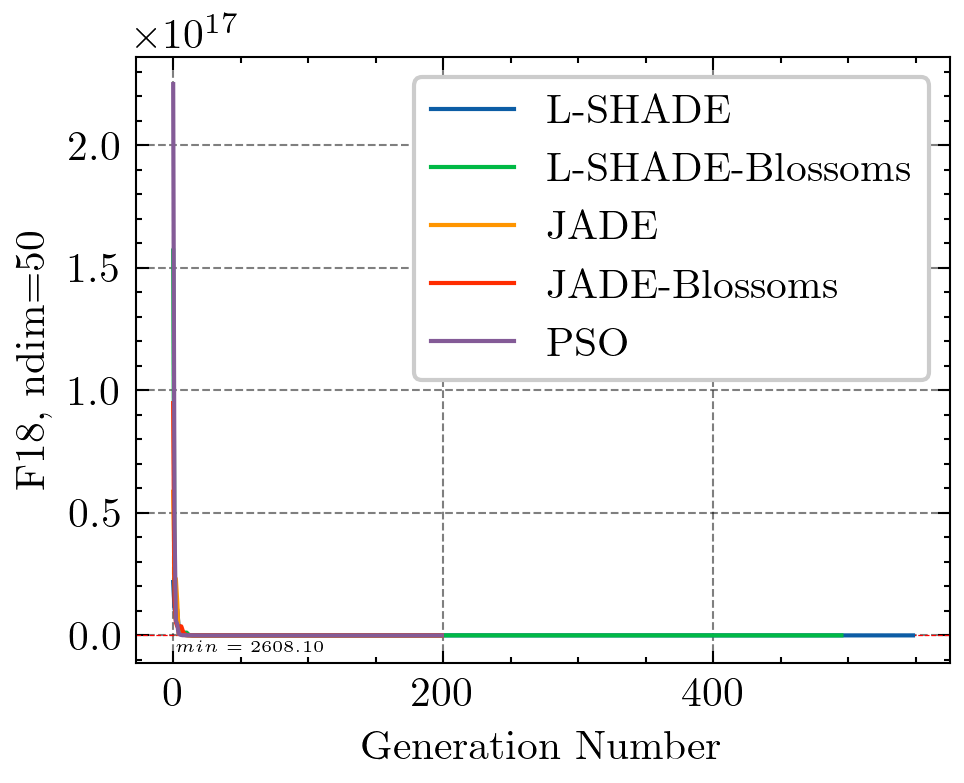 ×10^17
2.0
1.5
1.0
0.5
0.0
F18, ndim=50
L-SHADE
L-SHADE-Blossoms
JADE
JADE-Blossoms
PSO
min = 2608.10
0 200 400
Generation Number